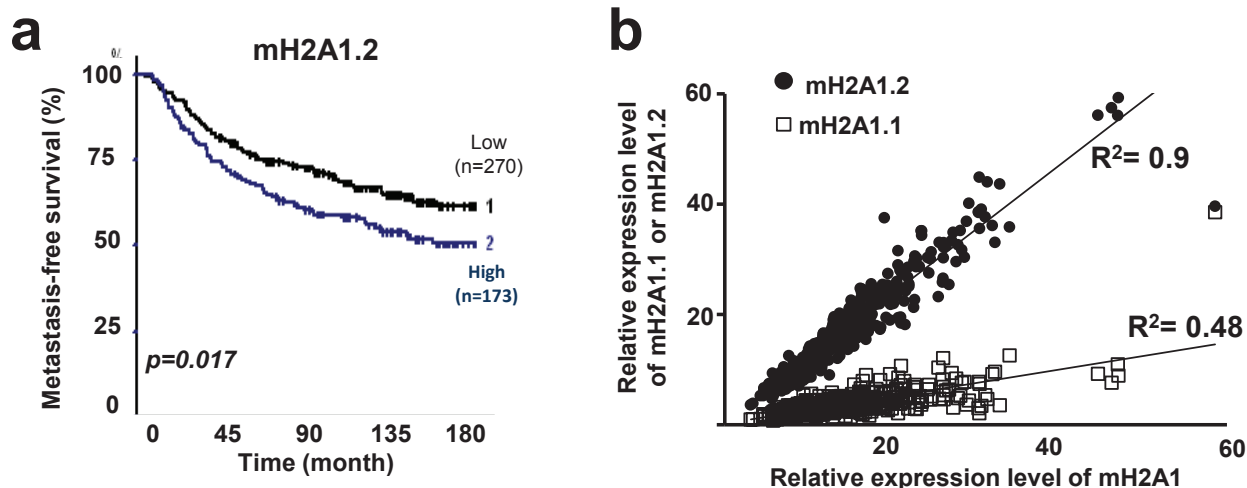 a
mH2A1.2
Metastasis-free survival (%)
100
75
50
25
0
Low
(n=270)
1
2
High
(n=173)
p=0.017
0
45
90
135
180
Time (month)
b
Relative expression level
of mH2A1.1 or mH2A1.2
60
40
20
mH2A1.2
mH2A1.1
R²= 0.9
R²= 0.48
20
40
60
Relative expression level of mH2A1